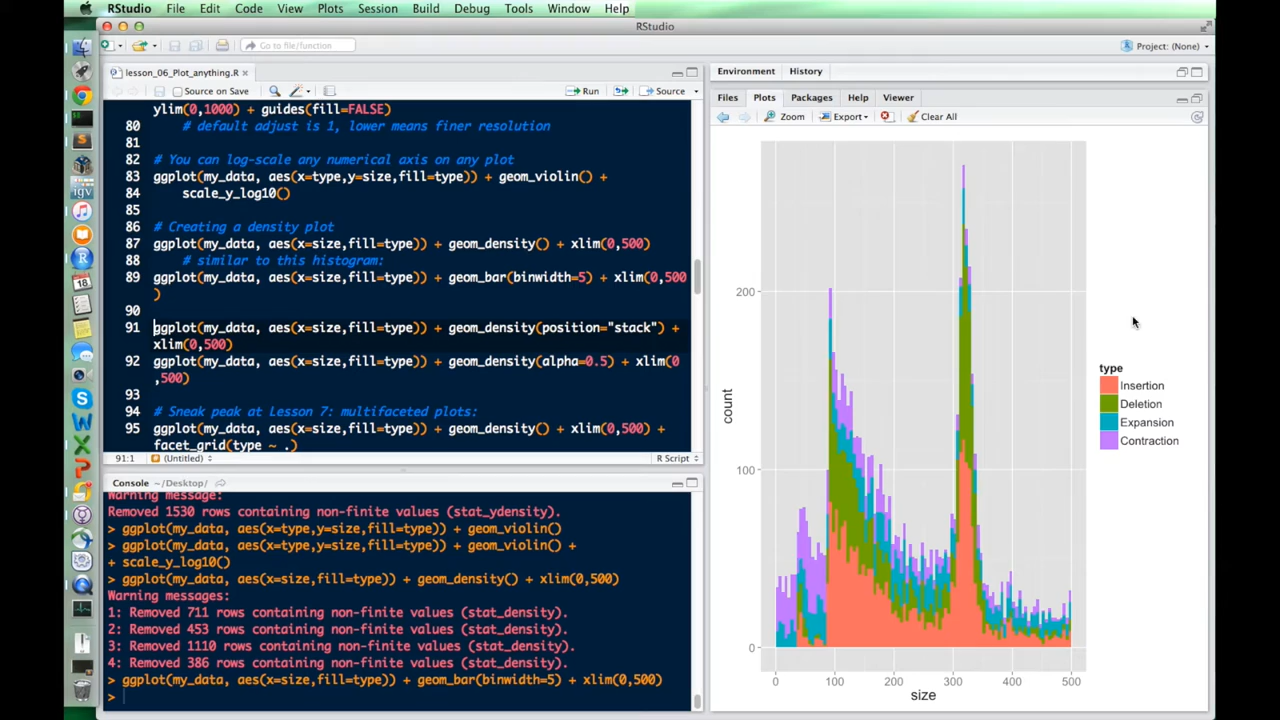 RStudio File Edit Code View Plots Session Build Debug Tools Window Help
RStudio
Go to file/function
Project: (None)
lesson_06_Plot_anything.R
Source on Save
Run
Source
ylim(0,1000) + guides(fill=FALSE)
80 # default adjust is 1, lower means finer resolution
81
82 # You can log-scale any numerical axis on any plot
83 ggplot(my_data, aes(x=type,y=size,fill=type)) + geom_violin() +
84 scale_y_log10()
85
86 # Creating a density plot
87 ggplot(my_data, aes(x=size,fill=type)) + geom_density() + xlim(0,500)
88 # similar to this histogram:
89 ggplot(my_data, aes(x=size,fill=type)) + geom_bar(binwidth=5) + xlim(0,500
)
90
91 ggplot(my_data, aes(x=size,fill=type)) + geom_density(position="stack") +
xlim(0,500)
92 ggplot(my_data, aes(x=size,fill=type)) + geom_density(alpha=0.5) + xlim(0
,500)
93
94 # Sneak peak at Lesson 7: multifaceted plots:
95 ggplot(my_data, aes(x=size,fill=type)) + geom_density() + xlim(0,500) +
facet_grid(type ~ .)
91:1 (Untitled) R Script
Console ~/Desktop/
Warning message:
Removed 1530 rows containing non-finite values (stat_ydensity).
> ggplot(my_data, aes(x=type,y=size,fill=type)) + geom_violin()
> ggplot(my_data, aes(x=type,y=size,fill=type)) + geom_violin() +
+ scale_y_log10()
> ggplot(my_data, aes(x=size,fill=type)) + geom_density() + xlim(0,500)
Warning messages:
1: Removed 711 rows containing non-finite values (stat_density).
2: Removed 453 rows containing non-finite values (stat_density).
3: Removed 1110 rows containing non-finite values (stat_density).
4: Removed 386 rows containing non-finite values (stat_density).
> ggplot(my_data, aes(x=size,fill=type)) + geom_bar(binwidth=5) + xlim(0,500)
>
Environment History
Files Plots Packages Help Viewer
Zoom Export Clear All
200
100
0
count
0 100 200 300 400 500
size
type
Insertion
Deletion
Expansion
Contraction
igv
18